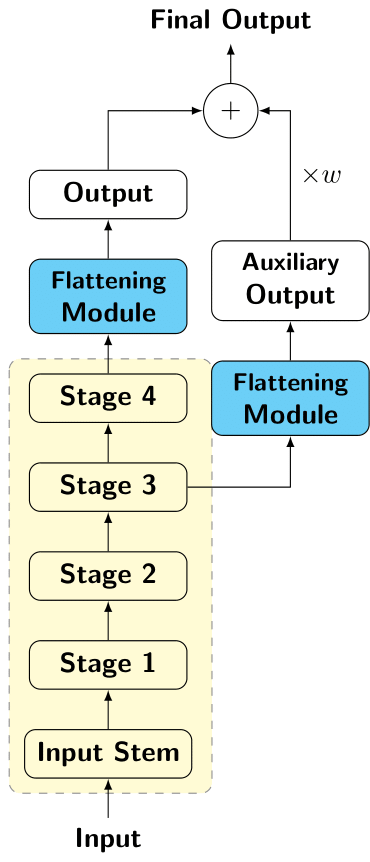 Final Output
+
×w
Output
Auxiliary
Output
Flattening
Module
Flattening
Module
Stage 4
Stage 3
Stage 2
Stage 1
Input Stem
Input